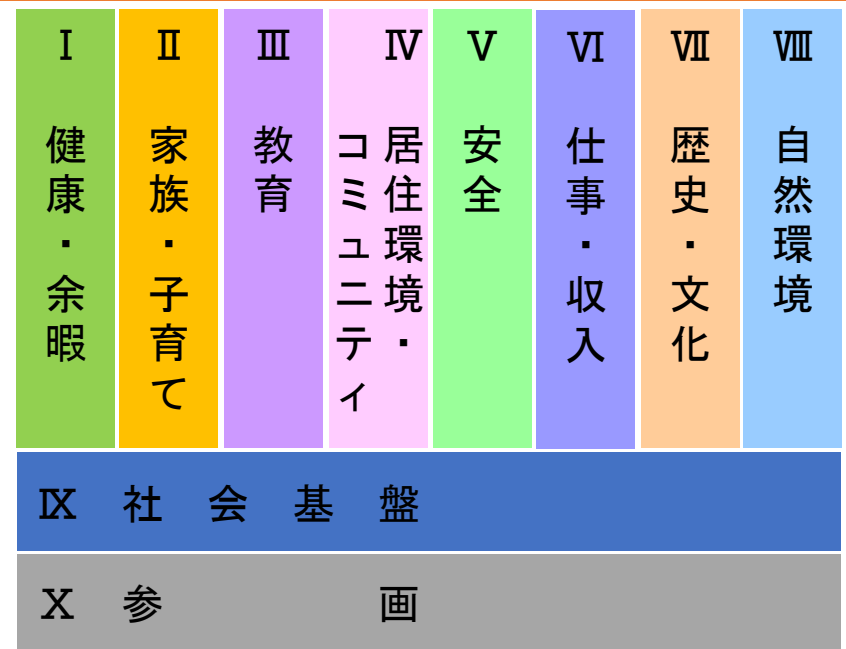 Ⅰ 健康・余暇
Ⅱ 家族・子育て
Ⅲ 教育
Ⅳ 居住環境・
コミュニティ
Ⅴ 安全
Ⅵ 仕事・収入
Ⅶ 歴史・文化
Ⅷ 自然環境
Ⅸ 社会基盤
Ⅹ 参画